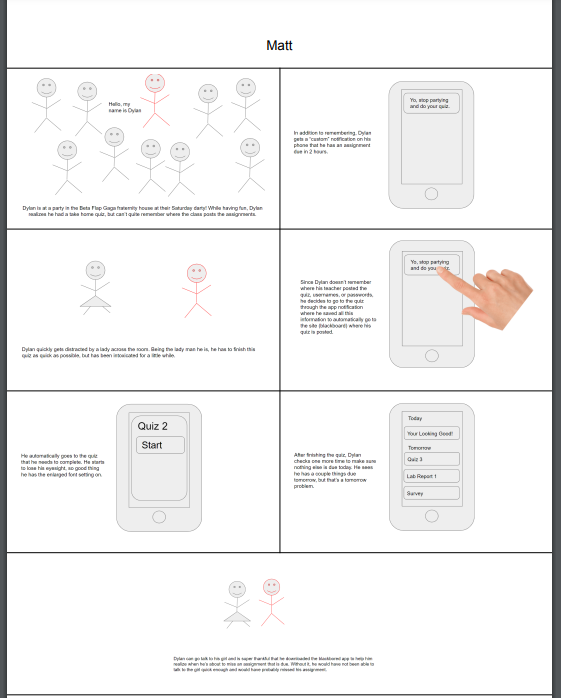 Matt
Hello, my
name is Dylan
Dylan is at a party in the Beta Flap Gaga fraternity house at their Saturday darty! While having fun, Dylan
realizes he had a take home quiz, but can't quite remember where the class posts the assignments.
In addition to remembering, Dylan
gets a "custom" notification on his
phone that he has an assignment
due in 2 hours.
Yo, stop partying
and do your quiz.
Dylan quickly gets distracted by a lady across the room. Being the lady man he is, he has to finish this
quiz as quick as possible, but has been intoxicated for a little while.
Since Dylan doesn't remember
where his teacher posted the
quiz, usernames, or passwords,
he decides to go to the quiz
through the app notification
where he saved all this
information to automatically go to
the site (blackboard) where his
quiz is posted.
Yo, stop partying
and do your quiz.
He automatically goes to the quiz
that he needs to complete. He starts
to lose his eyesight, so good thing
he has the enlarged font setting on.
Quiz 2
Start
After finishing the quiz, Dylan
checks one more time to make sure
nothing else is due today. He sees
he has a couple things due
tomorrow, but that's a tomorrow
problem.
Today
Your Looking Good!
Tomorrow
Quiz 3
Lab Report 1
Survey
Dylan can go talk to his girl and is super thankful that he downloaded the blackbored app to help him
realize when he's about to miss an assignment that is due. Without it, he would have not been able to
talk to the girl quick enough and would have probably missed his assignment.